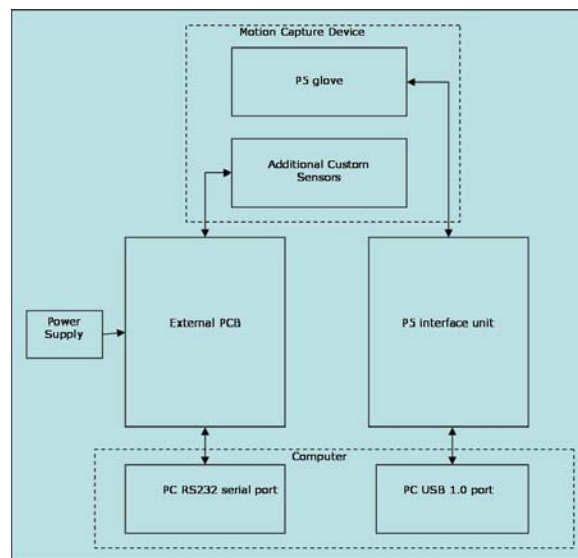 Motion Capture Device
P5 glove
Additional Custom
Sensors
External PCB
P5 interface unit
Power
Supply
Computer
PC RS232 serial port
PC USB 1.0 port